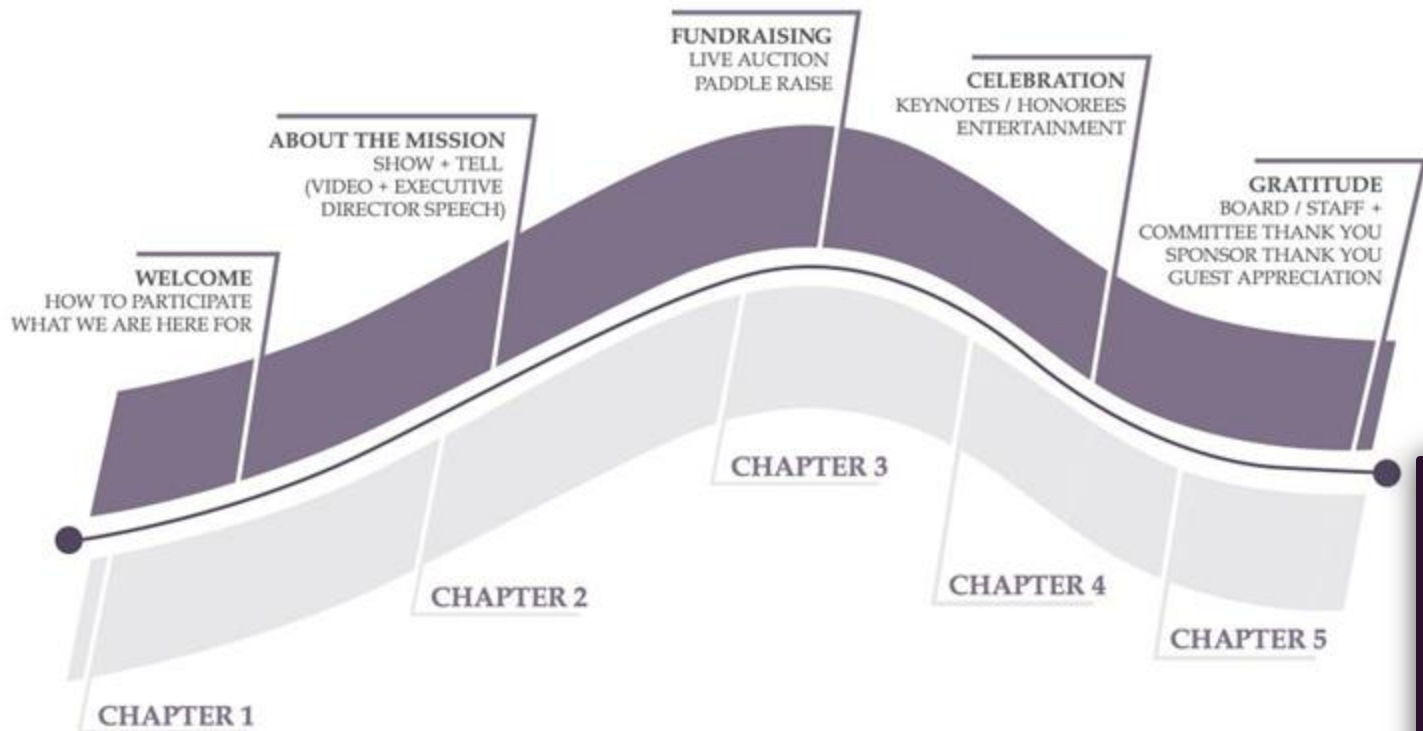 FUNDRAISING
LIVE AUCTION
PADDLE RAISE
CELEBRATION
KEYNOTES / HONOREES
ENTERTAINMENT
ABOUT THE MISSION
SHOW + TELL
(VIDEO + EXECUTIVE
DIRECTOR SPEECH)
GRATITUDE
BOARD / STAFF +
COMMITTEE THANK YOU
SPONSOR THANK YOU
GUEST APPRECIATION
WELCOME
HOW TO PARTICIPATE
WHAT WE ARE HERE FOR
CHAPTER 3
CHAPTER 4
CHAPTER 2
CHAPTER 5
CHAPTER 1